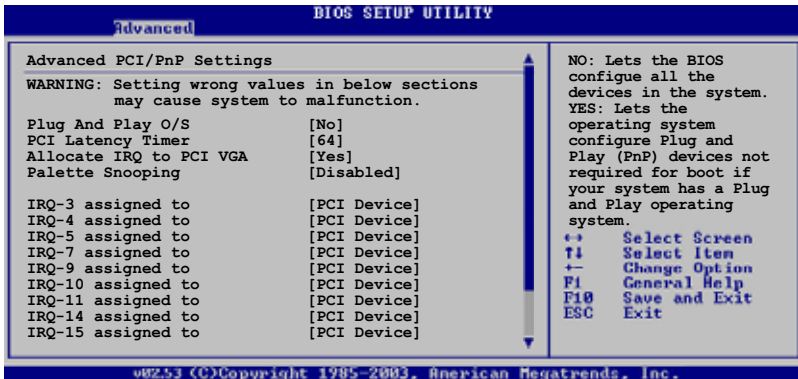 BIOS SETUP UTILITY
Advanced
Advanced PCI/PnP Settings
WARNING: Setting wrong values in below sections
may cause system to malfunction.
Plug And Play O/S [No]
PCI Latency Timer [64]
Allocate IRQ to PCI VGA [Yes]
Palette Snooping [Disabled]
IRQ-3 assigned to [PCI Device]
IRQ-4 assigned to [PCI Device]
IRQ-5 assigned to [PCI Device]
IRQ-7 assigned to [PCI Device]
IRQ-9 assigned to [PCI Device]
IRQ-10 assigned to [PCI Device]
IRQ-11 assigned to [PCI Device]
IRQ-14 assigned to [PCI Device]
IRQ-15 assigned to [PCI Device]
NO: Lets the BIOS
configue all the
devices in the system.
YES: Lets the
operating system
configure Plug and
Play (PnP) devices not
required for boot if
your system has a Plug
and Play operating
system.
↔ Select Screen
↑↓ Select Item
+- Change Option
F1 General Help
F10 Save and Exit
ESC Exit
v02.53 (C)Copyright 1985-2003, American Megatrends, Inc.